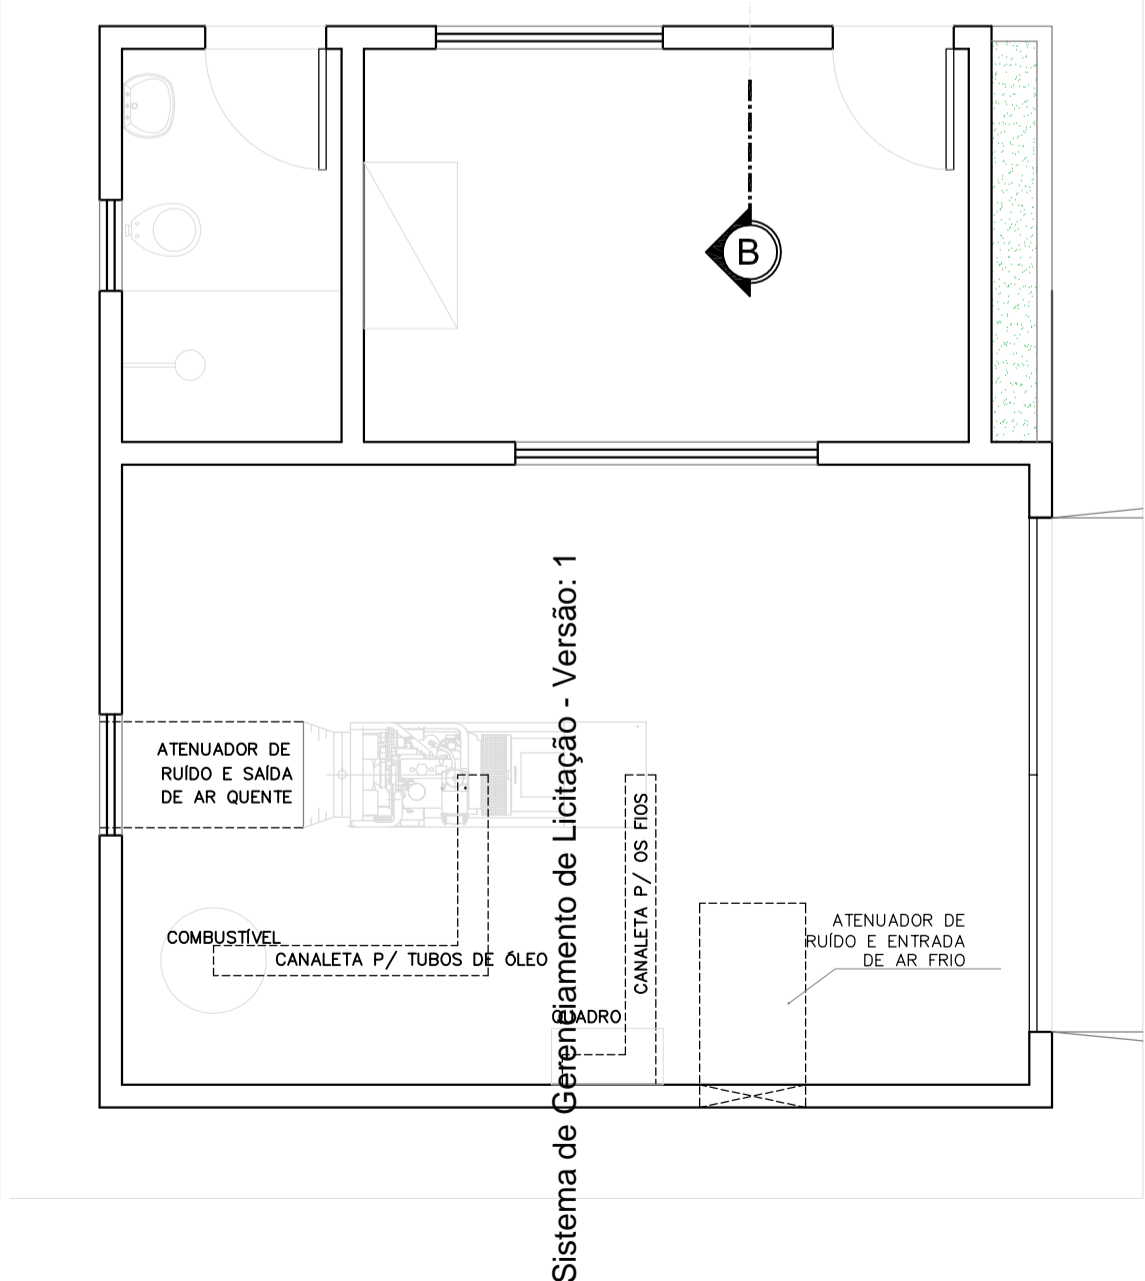 B
ATENUADOR DE
RUÍDO E SAÍDA
DE AR QUENTE
COMBUSTÍVEL
CANALETA P/ TUBOS DE ÓLEO
CANALETA P/ OS FIOS
QUADRO
ATENUADOR DE
RUÍDO E ENTRADA
DE AR FRIO
Sistema de Gerenciamento de Licitação - Versão: 1